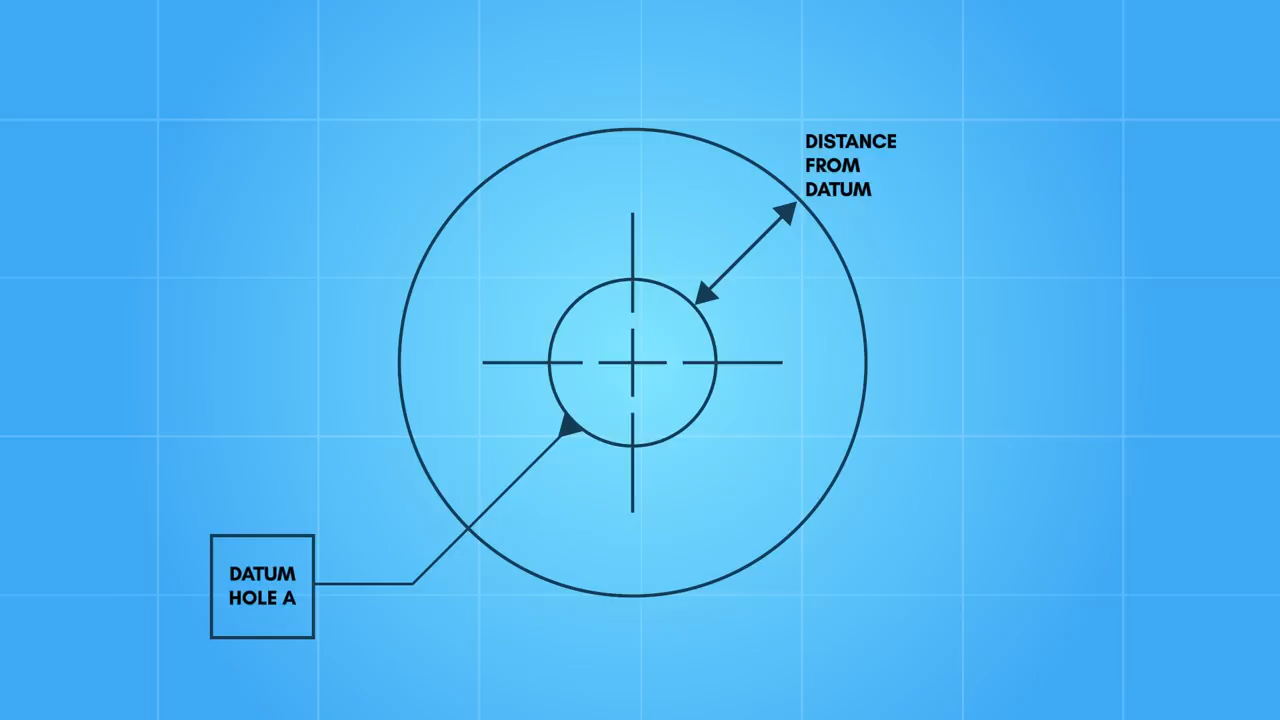 DISTANCE
FROM
DATUM
DATUM
HOLE A